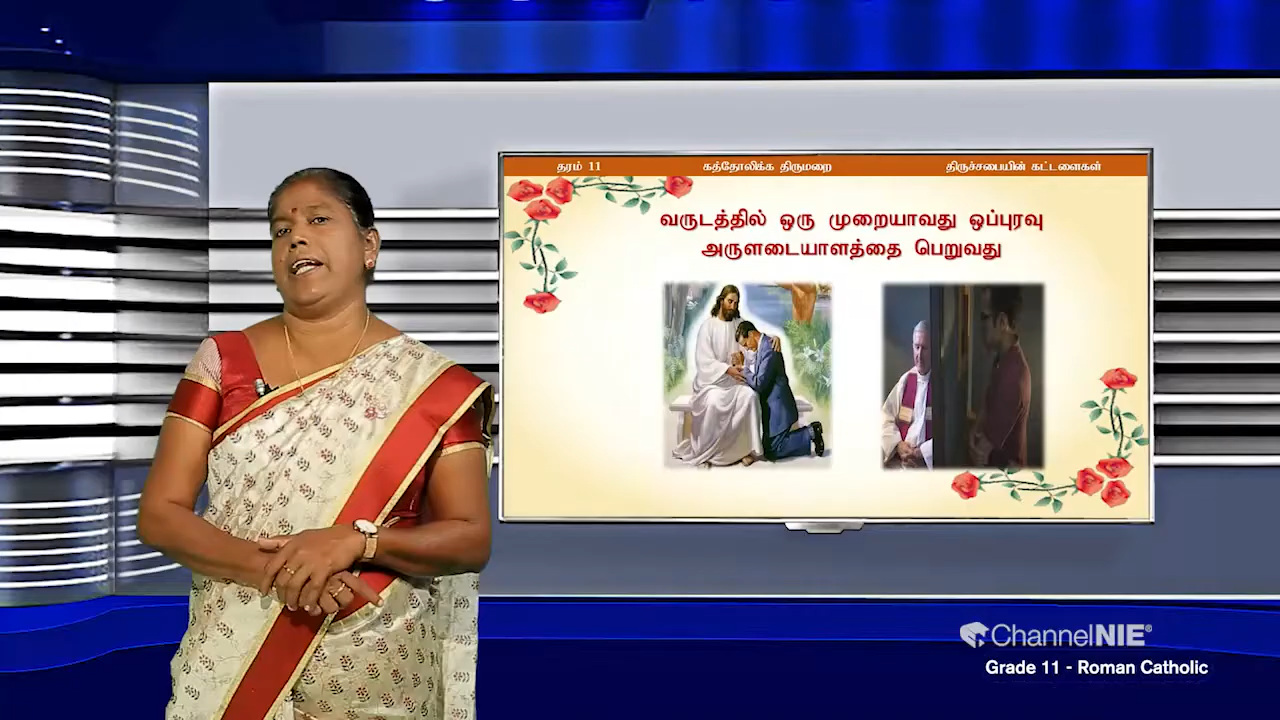 தரம் 11 கத்தோலிக்க திருமறை திருச்சபையின் கட்டளைகள்
வருடத்தில் ஒரு முறையாவது ஒப்புரவு
அருளடையாளத்தை பெறுவது
ChannelNIE®
Grade 11 - Roman Catholic